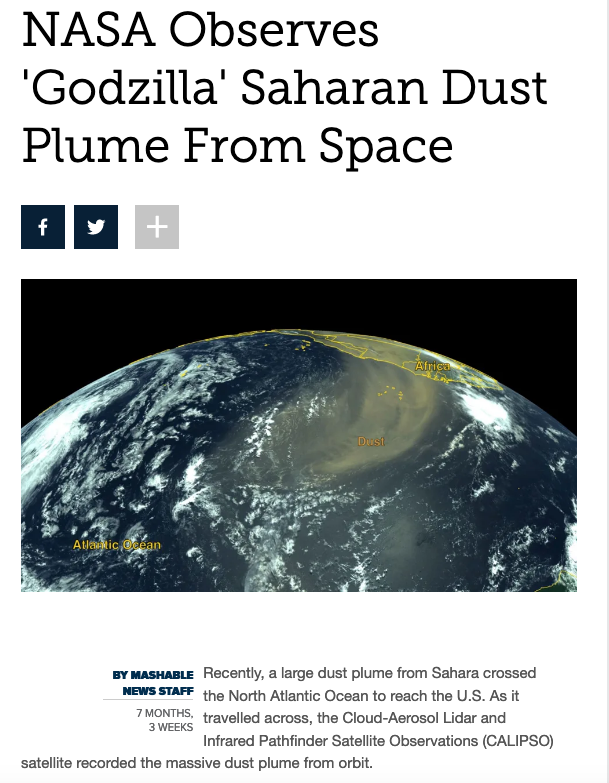 NASA Observes
'Godzilla' Saharan Dust
Plume From Space
Africa
Dust
Atlantic Ocean
BY MASHABLE
NEWS STAFF
7 MONTHS,
3 WEEKS
Recently, a large dust plume from Sahara crossed
the North Atlantic Ocean to reach the U.S. As it
travelled across, the Cloud-Aerosol Lidar and
Infrared Pathfinder Satellite Observations (CALIPSO)
satellite recorded the massive dust plume from orbit.